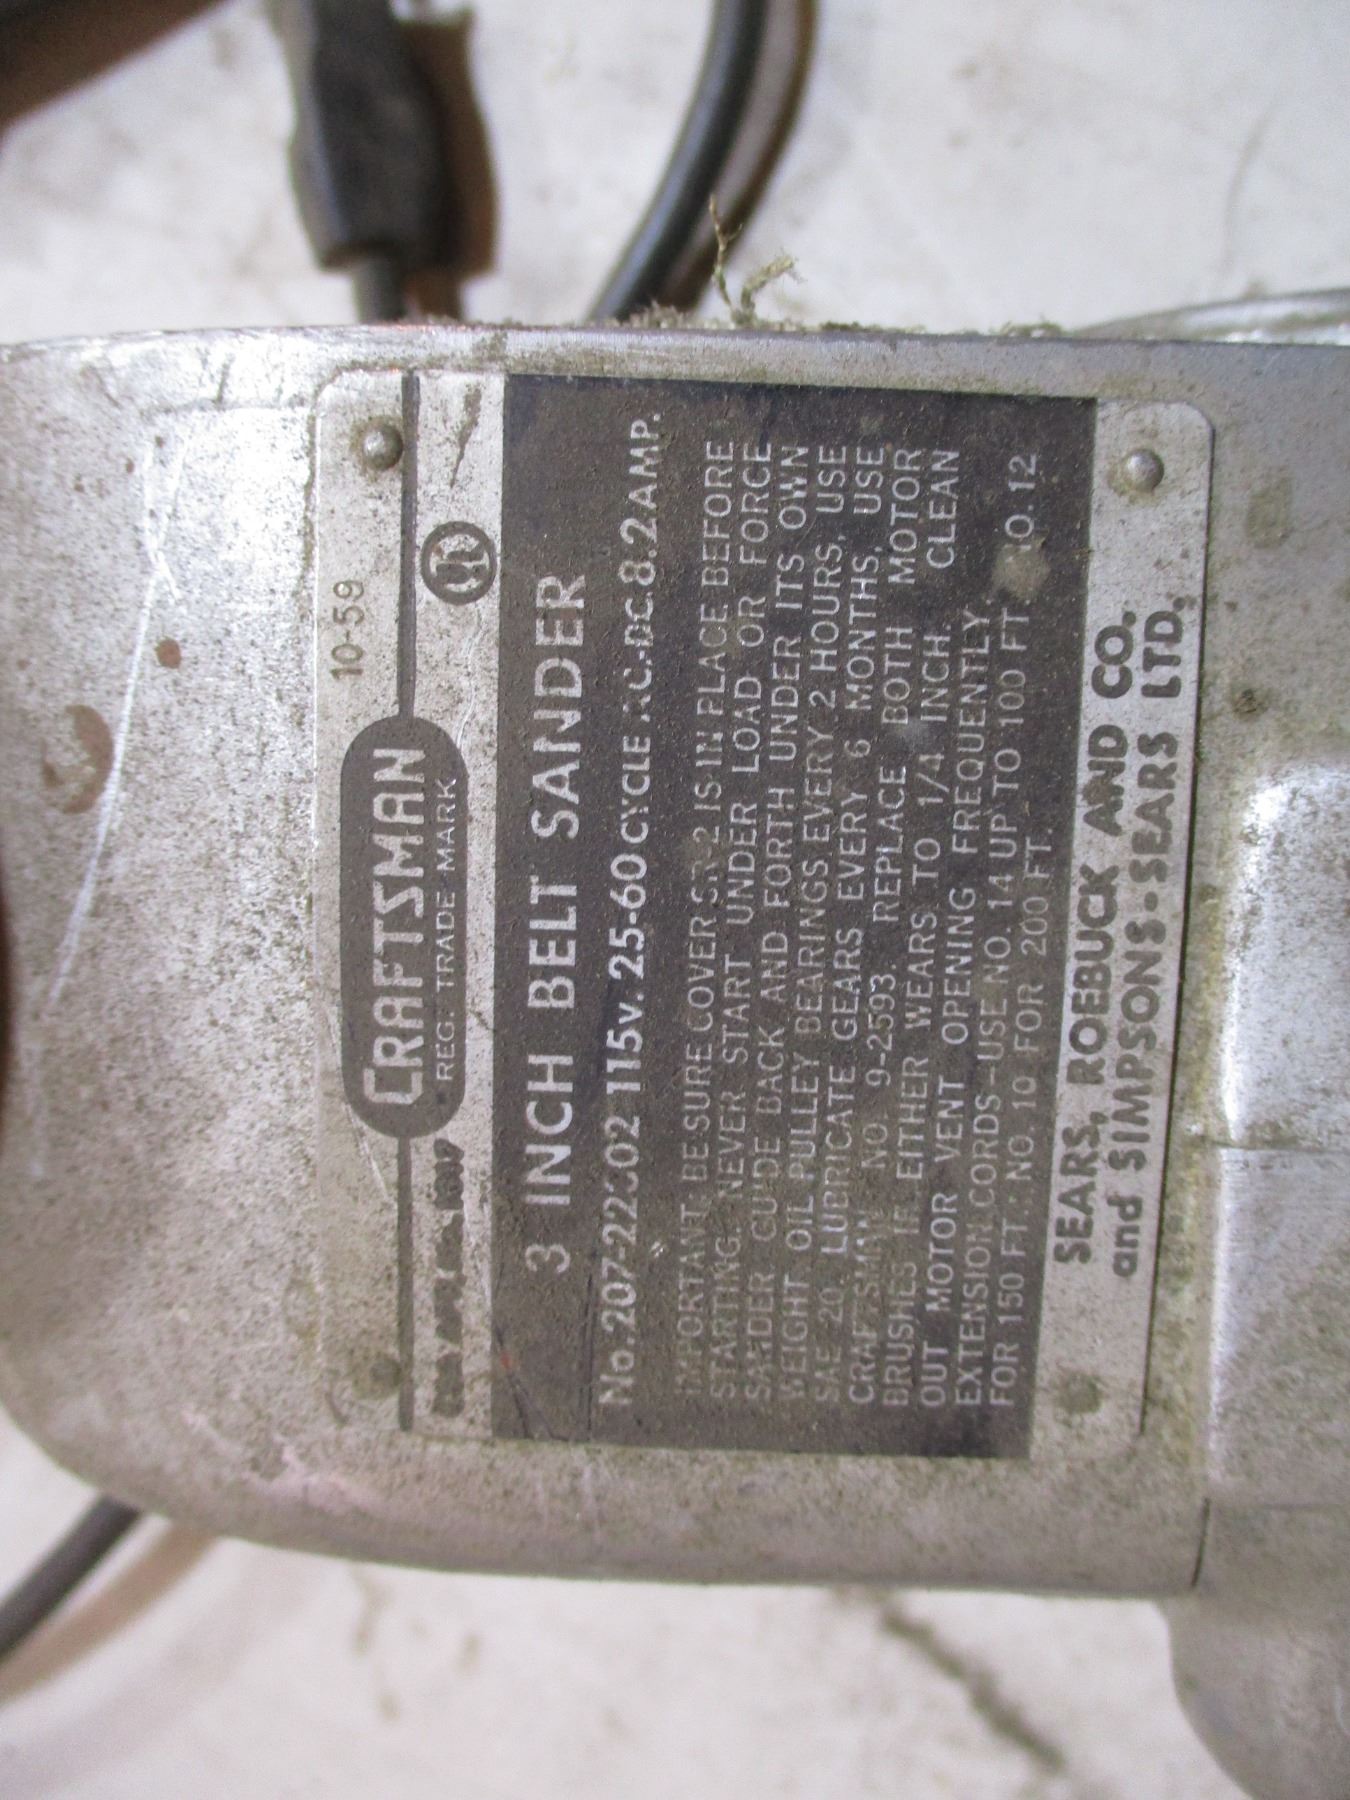 10-59
CRAFTSMAN
REG. TRADE MARK
UL
3 INCH BELT SANDER
115v. 25-60 CYCLE A.C.-D.C. 8.2 AMP.
IMPORTANT: BE SURE COVER SR-2 IS IN PLACE BEFORE
STARTING. NEVER START UNDER LOAD OR FORCE
SANDER GUIDE BACK AND FORTH UNDER ITS OWN
WEIGHT OIL PULLEY BEARINGS EVERY 2 HOURS, USE
SAE 20. LUBRICATE GEARS EVERY 6 MONTHS, USE
CRAFTSMAN NO. 9-2593. REPLACE BOTH MOTOR
BRUSHES IF EITHER WEARS TO 1/4 INCH. CLEAN
OUT MOTOR VENT OPENING FREQUENTLY.
EXTENSION CORDS-USE NO. 14 UP TO 100 FT. NO. 12
FOR 150 FT. NO. 10 FOR 200 FT.
SEARS, ROEBUCK AND CO.
and SIMPSONS-SEARS LTD.